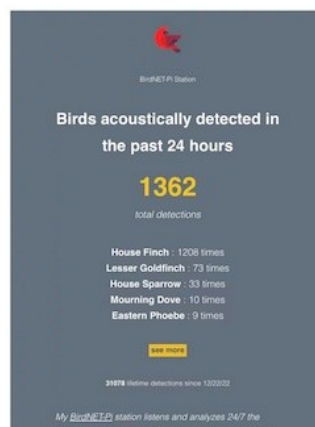 BirdNET-Pi Station
Birds acoustically detected in
the past 24 hours
1362
total detections
House Finch : 1208 times
Lesser Goldfinch : 73 times
House Sparrow : 33 times
Mourning Dove : 10 times
Eastern Phoebe : 9 times
see more
31078 lifetime detections since 12/22/22
My BirdNET-Pi station listens and analyzes 24/7 the